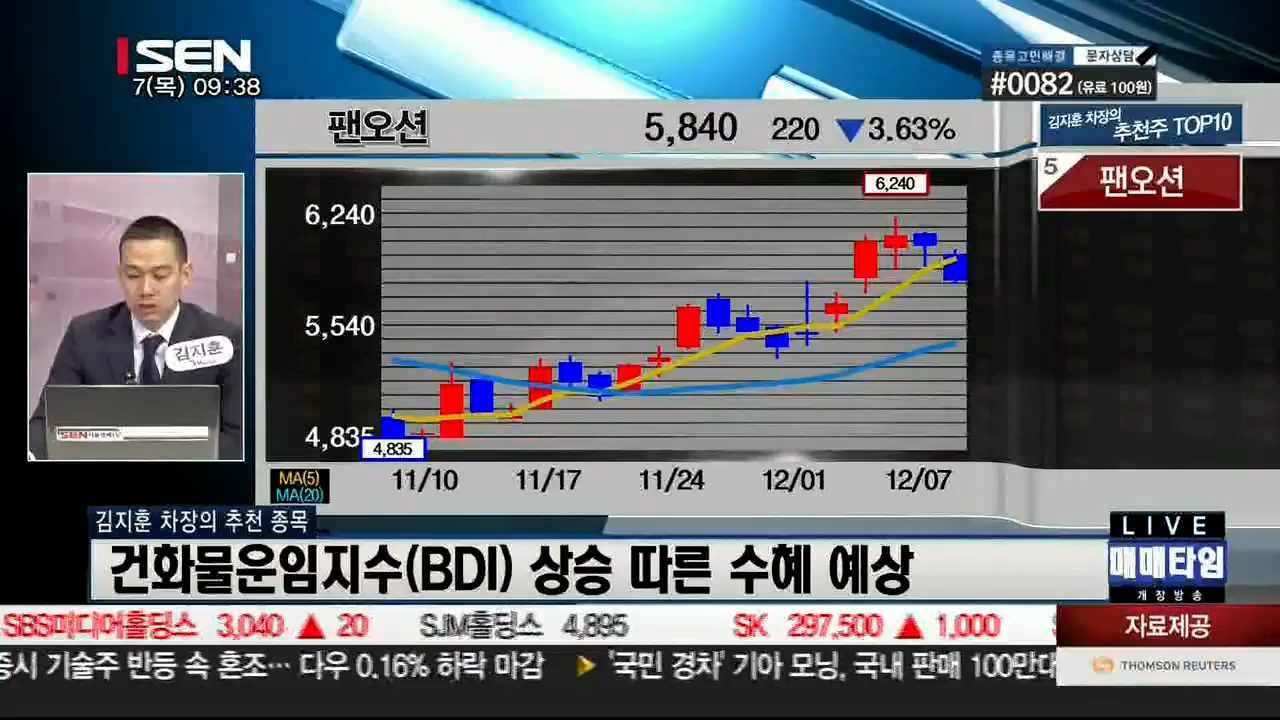 SEN
7(목) 09:38
종목고민해결 문자상담
#0082 (유료 100원)
팬오션 5,840 220 ▼3.63%
김지훈 차장의
추천주 TOP10
5 팬오션
6,240
6,240
5,540
4,835
4,835
김지훈
SEN
MA(5)
MA(20)
11/10 11/17 11/24 12/01 12/07
김지훈 차장의 추천 종목
건화물운임지수(BDI) 상승 따른 수혜 예상
LIVE
매매타임
개장방송
SBS미디어홀딩스 3,040 ▲ 20 SJM홀딩스 4,895 SK 297,500 ▲ 1,000
자료제공
증시 기술주 반등 속 혼조… 다우 0.16% 하락 마감 ▶ '국민 경차' 기아 모닝, 국내 판매 100만대
THOMSON REUTERS